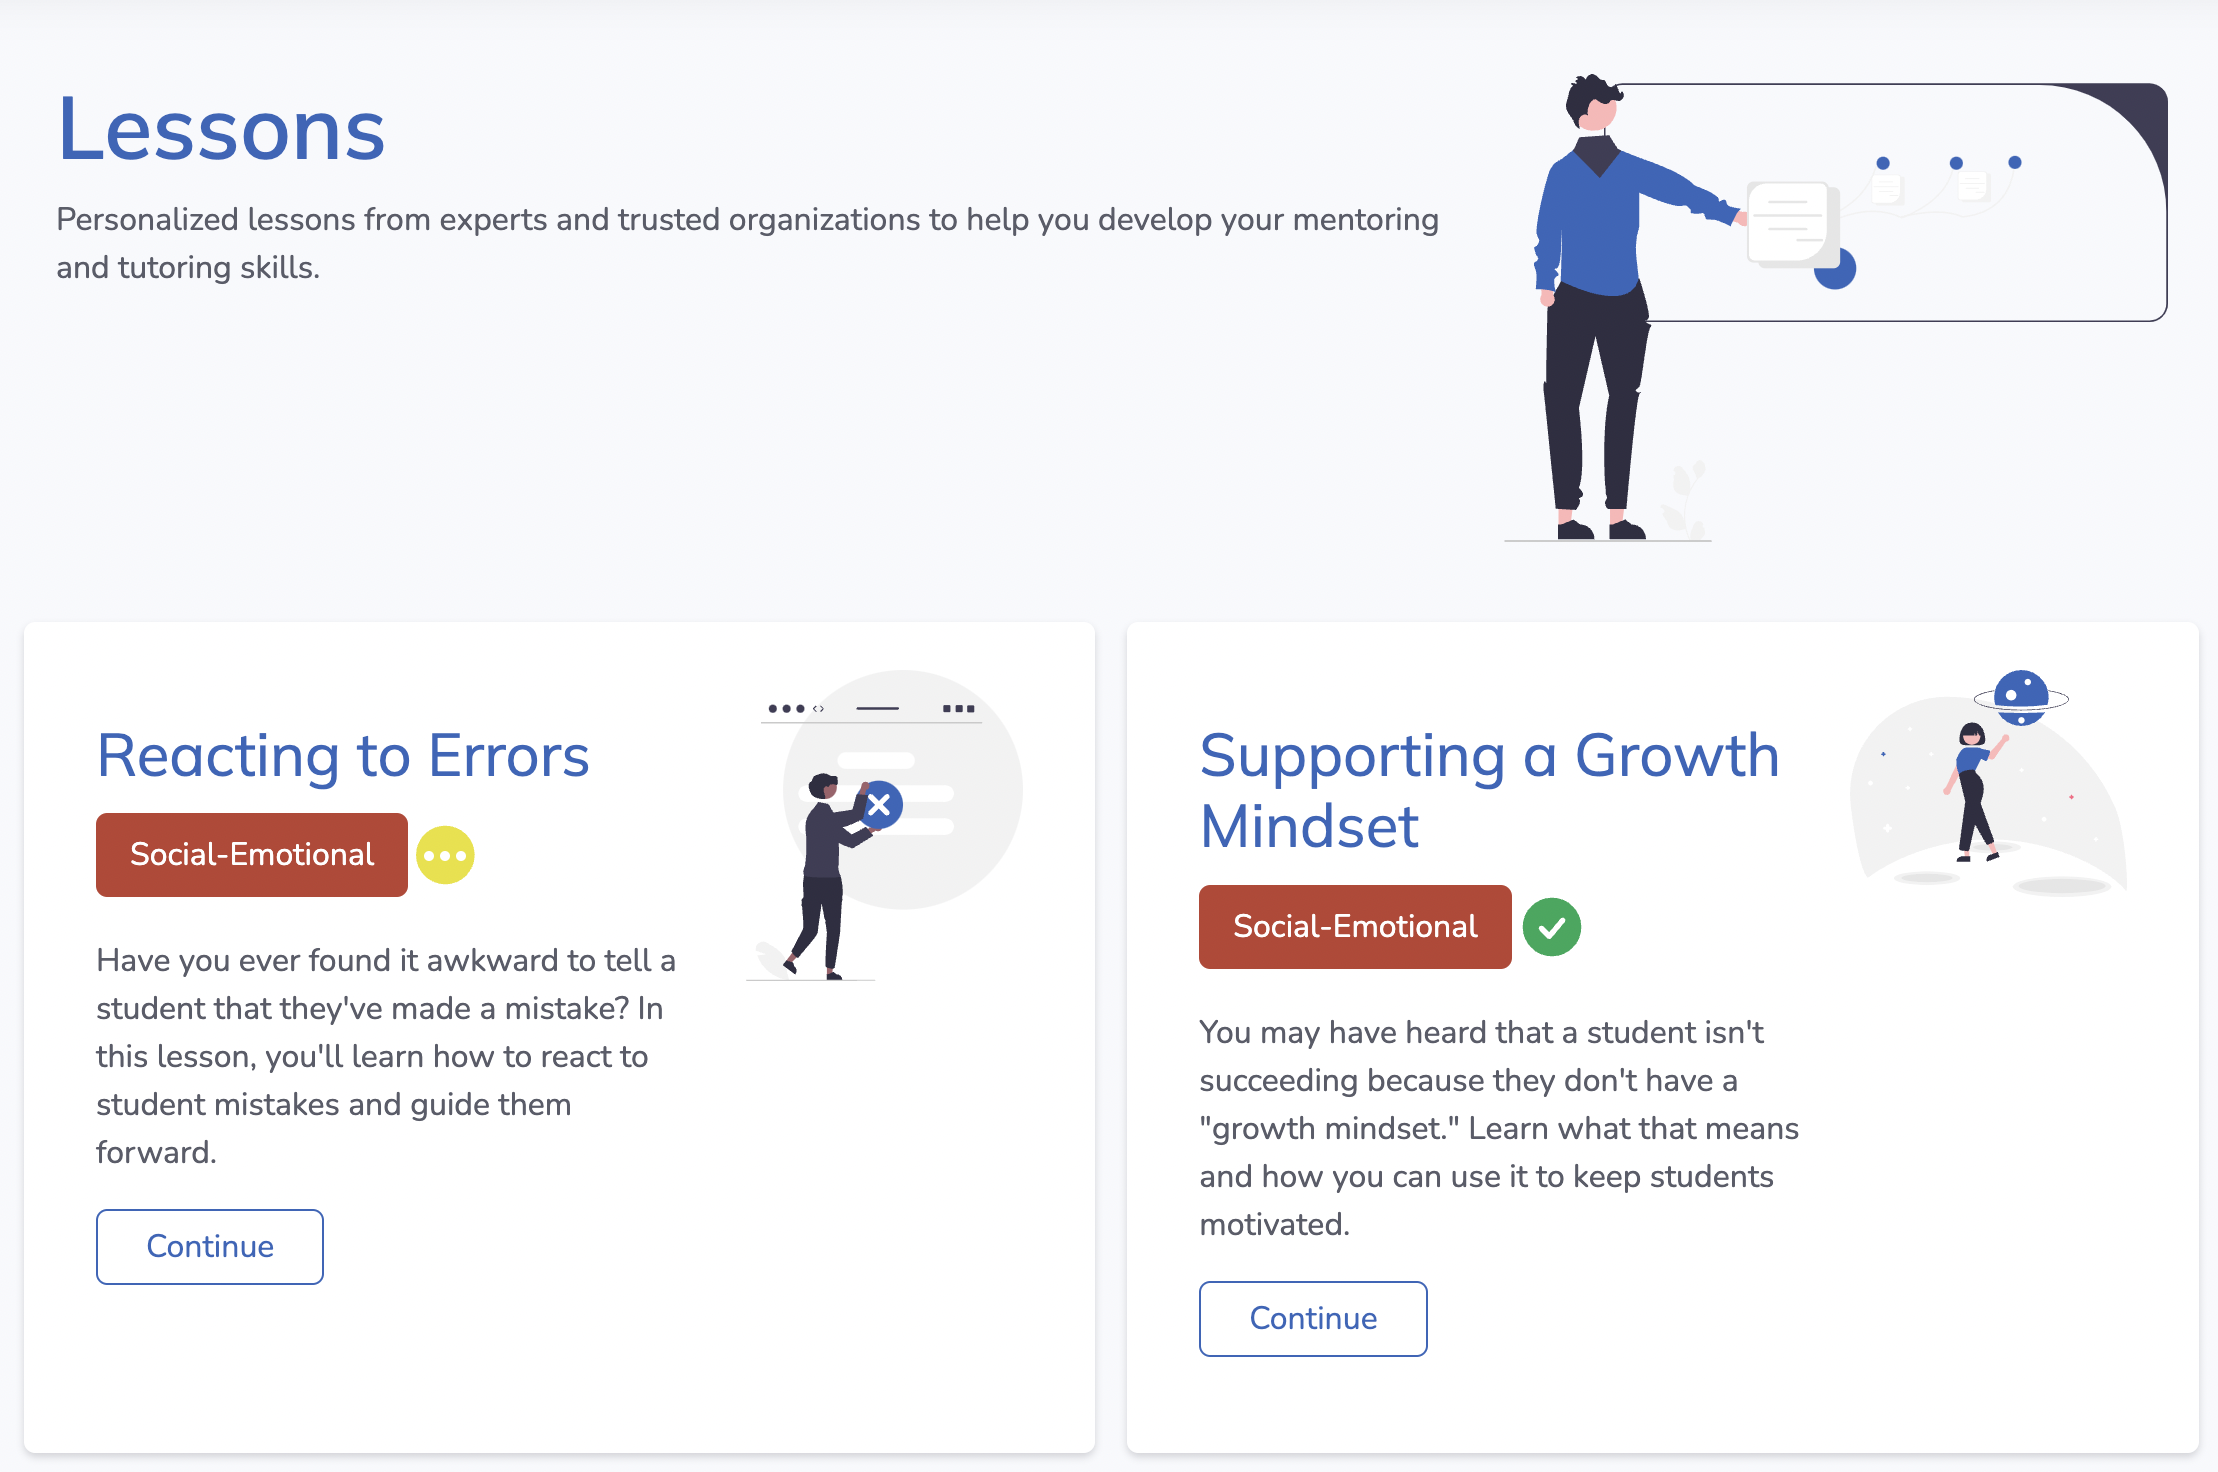 Lessons
Personalized lessons from experts and trusted organizations to help you develop your mentoring
and tutoring skills.
Reacting to Errors
Social-Emotional
Have you ever found it awkward to tell a
student that they've made a mistake? In
this lesson, you'll learn how to react to
student mistakes and guide them
forward.
Continue
Supporting a Growth
Mindset
Social-Emotional
You may have heard that a student isn't
succeeding because they don't have a
"growth mindset." Learn what that means
and how you can use it to keep students
motivated.
Continue